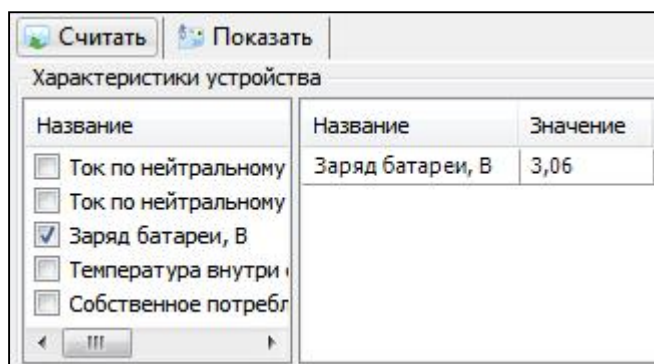 Считать Показать
Характеристики устройства
Название Название Значение
Ток по нейтральному Заряд батареи, В 3,06
Ток по нейтральному
Заряд батареи, В
Температура внутри
Собственное потребл